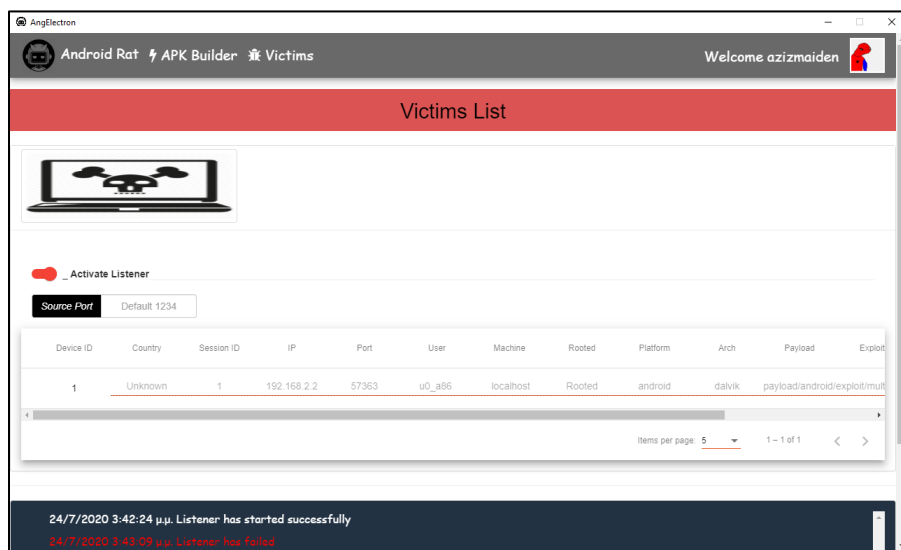 AngElectron
Android Rat APK Builder Victims Welcome azizmaiden
Victims List
_ Activate Listener
Source Port Default 1234
Device ID Country Session ID IP Port User Machine Rooted Platform Arch Payload Exploit
1 Unknown 1 192.168.2.2 57363 u0_a86 localhost Rooted android dalvik payload/android/exploit/mult
Items per page: 5 1 – 1 of 1
24/7/2020 3:42:24 μ.μ. Listener has started successfully
24/7/2020 3:43:09 μ.μ. Listener has failed